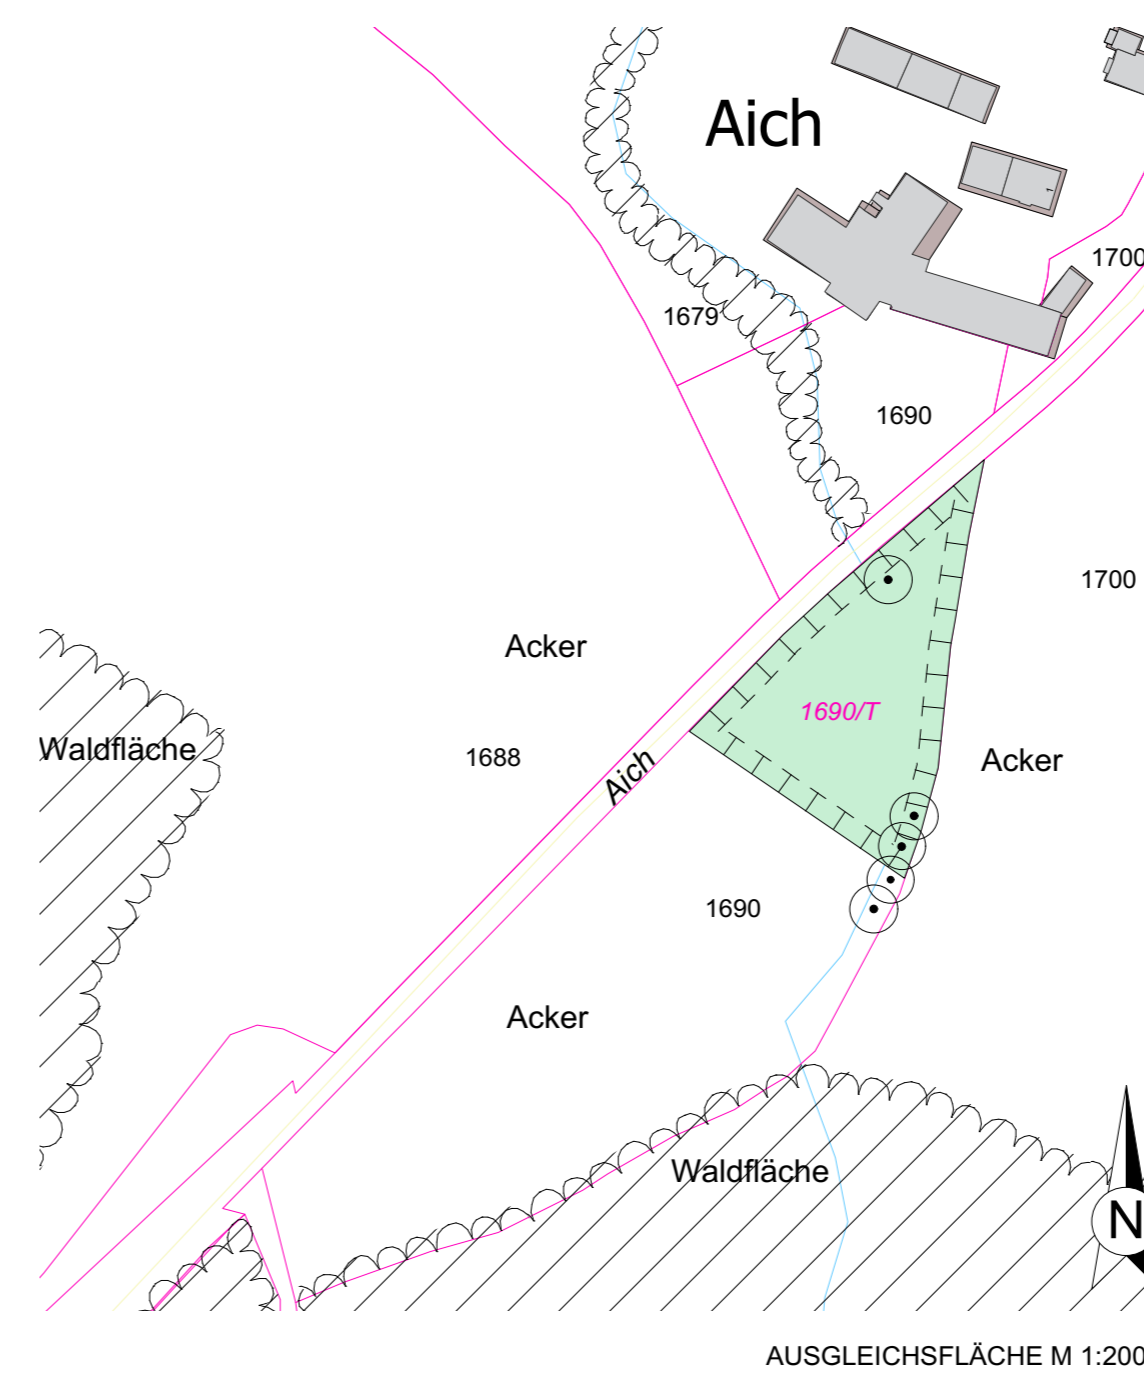 Aich
1700
1679
1690
1700
Acker
1690/T
Waldfläche
1688
Acker
Aich
1690
Acker
Waldfläche
N
AUSGLEICHSFLÄCHE M 1:200